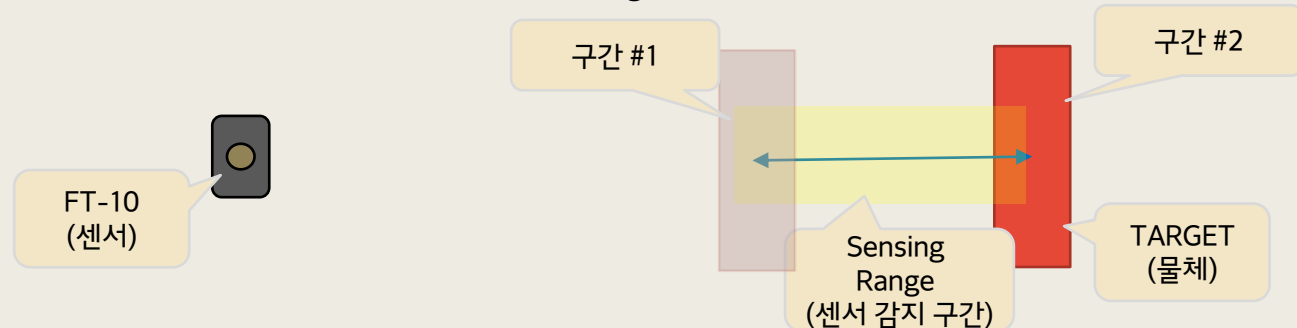 구간 #1
구간 #2
FT-10
(센서)
Sensing
Range
(센서 감지 구간)
TARGET
(물체)